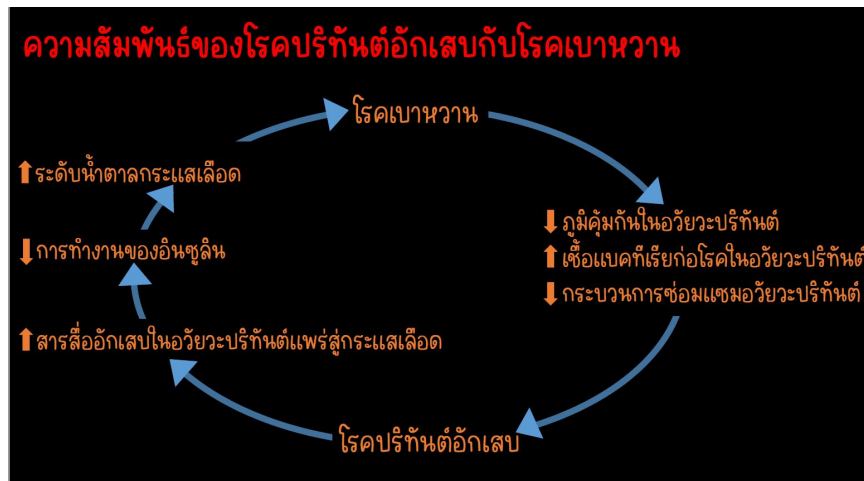 ความสัมพันธ์ของโรคปริทันต์อักเสบกับโรคเบาหวาน
โรคเบาหวาน
⬆ระดับน้ำตาลกระแสเลือด
⬇ภูมิคุ้มกันในอวัยวะปริทันต์
⬇การทำงานของอินซูลิน
⬆เชื้อแบคทีเรียก่อโรคในอวัยวะปริทันต์
⬇กระบวนการซ่อมแซมอวัยวะปริทันต์
⬆สารสื่ออักเสบในอวัยวะปริทันต์แพร่สู่กระแสเลือด
โรคปริทันต์อักเสบ